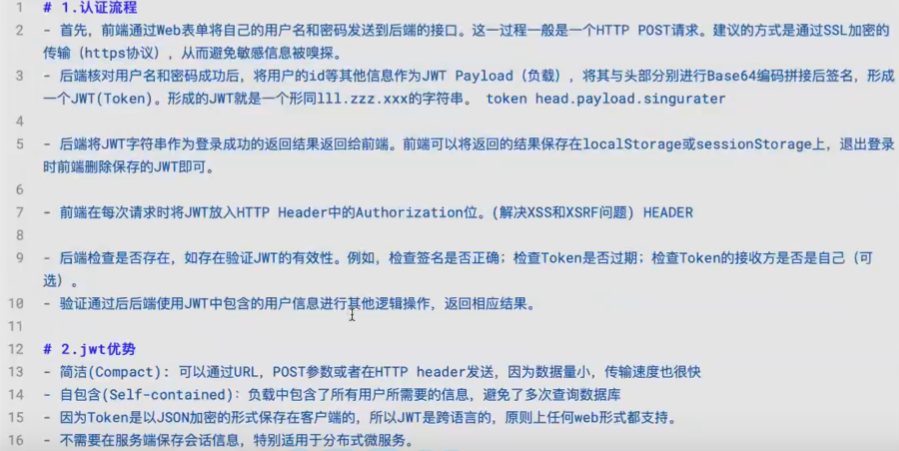 1 # 1.认证流程
2 - 首先，前端通过Web表单将自己的用户名和密码发送到后端的接口。这一过程一般是一个HTTP POST请求。建议的方式是通过SSL加密的
传输（https协议），从而避免敏感信息被嗅探。
3 - 后端核对用户名和密码成功后，将用户的id等其他信息作为JWT Payload（负载），将其与头部分别进行Base64编码拼接后签名，形成
一个JWT(Token)。形成的JWT就是一个形同lll.zzz.xxx的字符串。 token head.payload.singurater
4
5 - 后端将JWT字符串作为登录成功的返回结果返回给前端。前端可以将返回的结果保存在localStorage或sessionStorage上，退出登录
时前端删除保存的JWT即可。
6
7 - 前端在每次请求时将JWT放入HTTP Header中的Authorization位。(解决XSS和XSRF问题) HEADER
8
9 - 后端检查是否存在，如存在验证JWT的有效性。例如，检查签名是否正确；检查Token是否过期；检查Token的接收方是否是自己（可
选）。
10 - 验证通过后后端使用JWT中包含的用户信息进行其他逻辑操作，返回相应结果。
11
12 # 2.jwt优势
13 - 简洁(Compact)：可以通过URL，POST参数或者在HTTP header发送，因为数据量小，传输速度也很快
14 - 自包含(Self-contained)：负载中包含了所有用户所需要的信息，避免了多次查询数据库
15 - 因为Token是以JSON加密的形式保存在客户端的，所以JWT是跨语言的，原则上任何web形式都支持。
16 - 不需要在服务端保存会话信息，特别适用于分布式微服务。